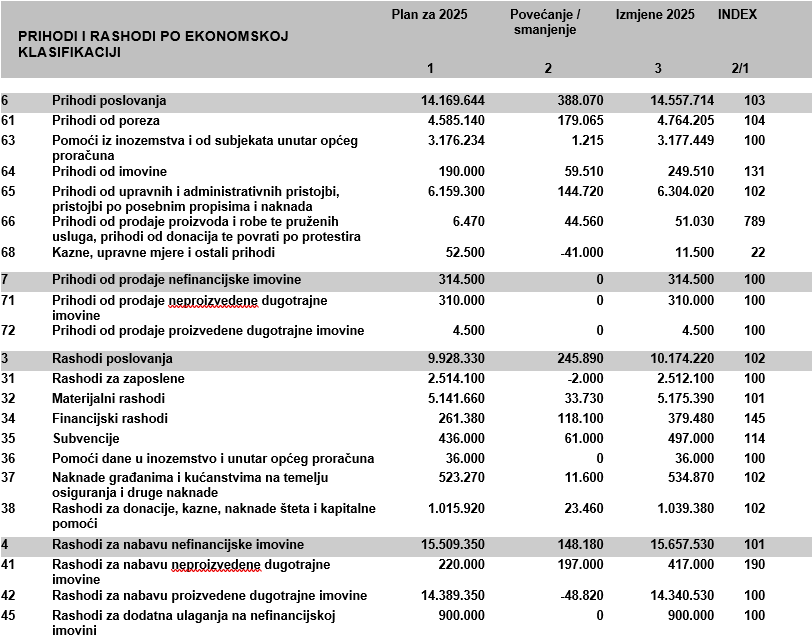 Plan za 2025 Povećanje / smanjenje Izmjene 2025 INDEX
PRIHODI I RASHODI PO EKONOMSKOJ
KLASIFIKACIJI
1 2 3 2/1
6 Prihodi poslovanja 14.169.644 388.070 14.557.714 103
61 Prihodi od poreza 4.585.140 179.065 4.764.205 104
63 Pomoći iz inozemstva i od subjekata unutar općeg 3.176.234 1.215 3.177.449 100
proračuna
64 Prihodi od imovine 190.000 59.510 249.510 131
65 Prihodi od upravnih i administrativnih pristojbi, 6.159.300 144.720 6.304.020 102
pristojbi po posebnim propisima i naknada
66 Prihodi od prodaje proizvoda i robe te pruženih 6.470 44.560 51.030 789
usluga, prihodi od donacija te povrati po protestira
68 Kazne, upravne mjere i ostali prihodi 52.500 -41.000 11.500 22
7 Prihodi od prodaje nefinancijske imovine 314.500 0 314.500 100
71 Prihodi od prodaje neproizvedene dugotrajne 310.000 0 310.000 100
imovine
72 Prihodi od prodaje proizvedene dugotrajne imovine 4.500 0 4.500 100
3 Rashodi poslovanja 9.928.330 245.890 10.174.220 102
31 Rashodi za zaposlene 2.514.100 -2.000 2.512.100 100
32 Materijalni rashodi 5.141.660 33.730 5.175.390 101
34 Financijski rashodi 261.380 118.100 379.480 145
35 Subvencije 436.000 61.000 497.000 114
36 Pomoći dane u inozemstvo i unutar općeg proračuna 36.000 0 36.000 100
37 Naknade građanima i kućanstvima na temelju 523.270 11.600 534.870 102
osiguranja i druge naknade
38 Rashodi za donacije, kazne, naknade šteta i kapitalne 1.015.920 23.460 1.039.380 102
pomoći
4 Rashodi za nabavu nefinancijske imovine 15.509.350 148.180 15.657.530 101
41 Rashodi za nabavu neproizvedene dugotrajne 220.000 197.000 417.000 190
imovine
42 Rashodi za nabavu proizvedene dugotrajne imovine 14.389.350 -48.820 14.340.530 100
45 Rashodi za dodatna ulaganja na nefinancijskoj 900.000 0 900.000 100
imovini